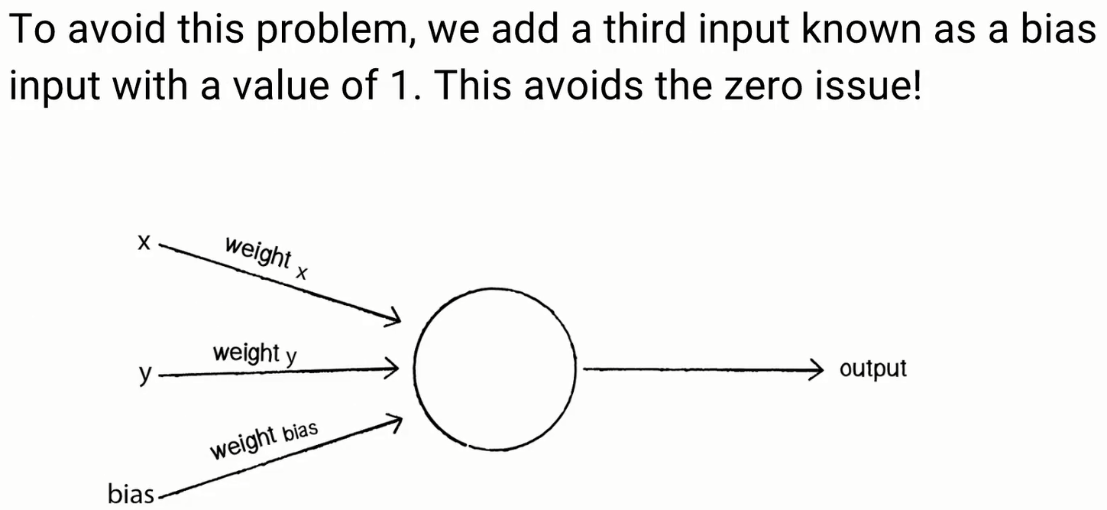 To avoid this problem, we add a third input known as a bias
input with a value of 1. This avoids the zero issue!
x
weight x
weight y
y
output
weight bias
bias